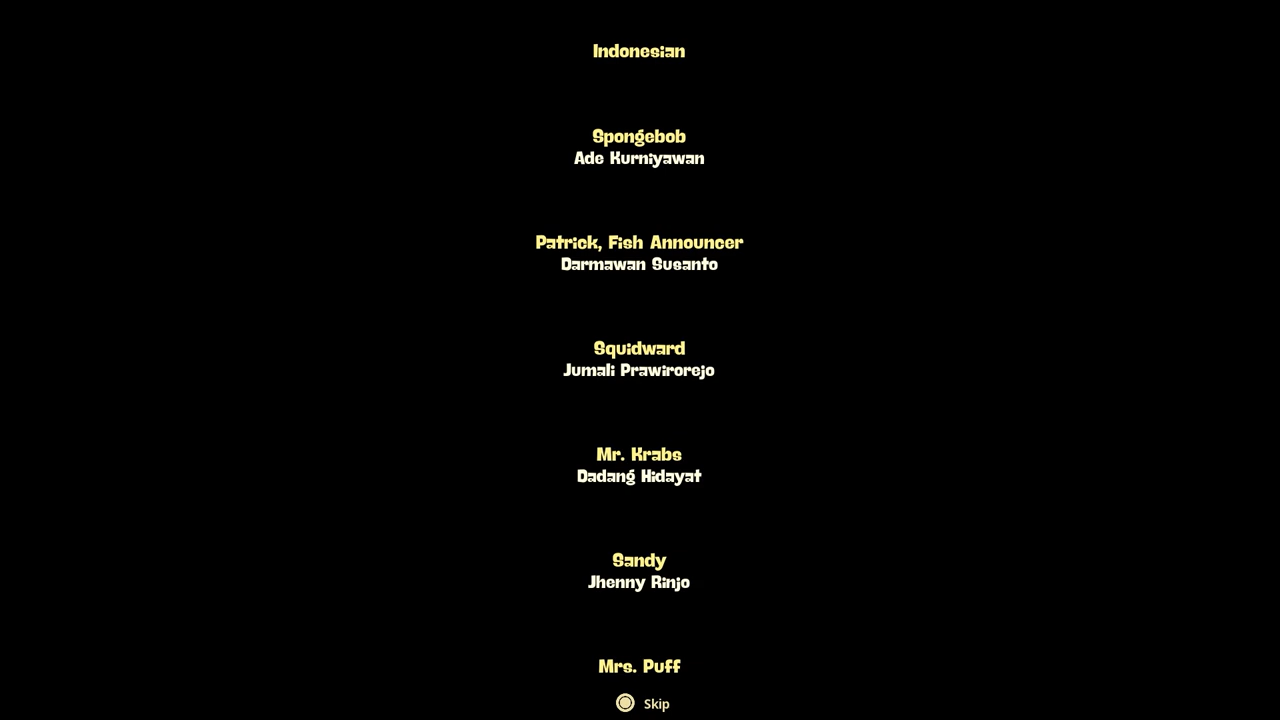 Indonesian
Spongebob
Ade Kurniyawan
Patrick, Fish Announcer
Darmawan Susanto
Squidward
Jumali Prawirorejo
Mr. Krabs
Dadang Hidayat
Sandy
Jhenny Rinjo
Mrs. Puff
Skip